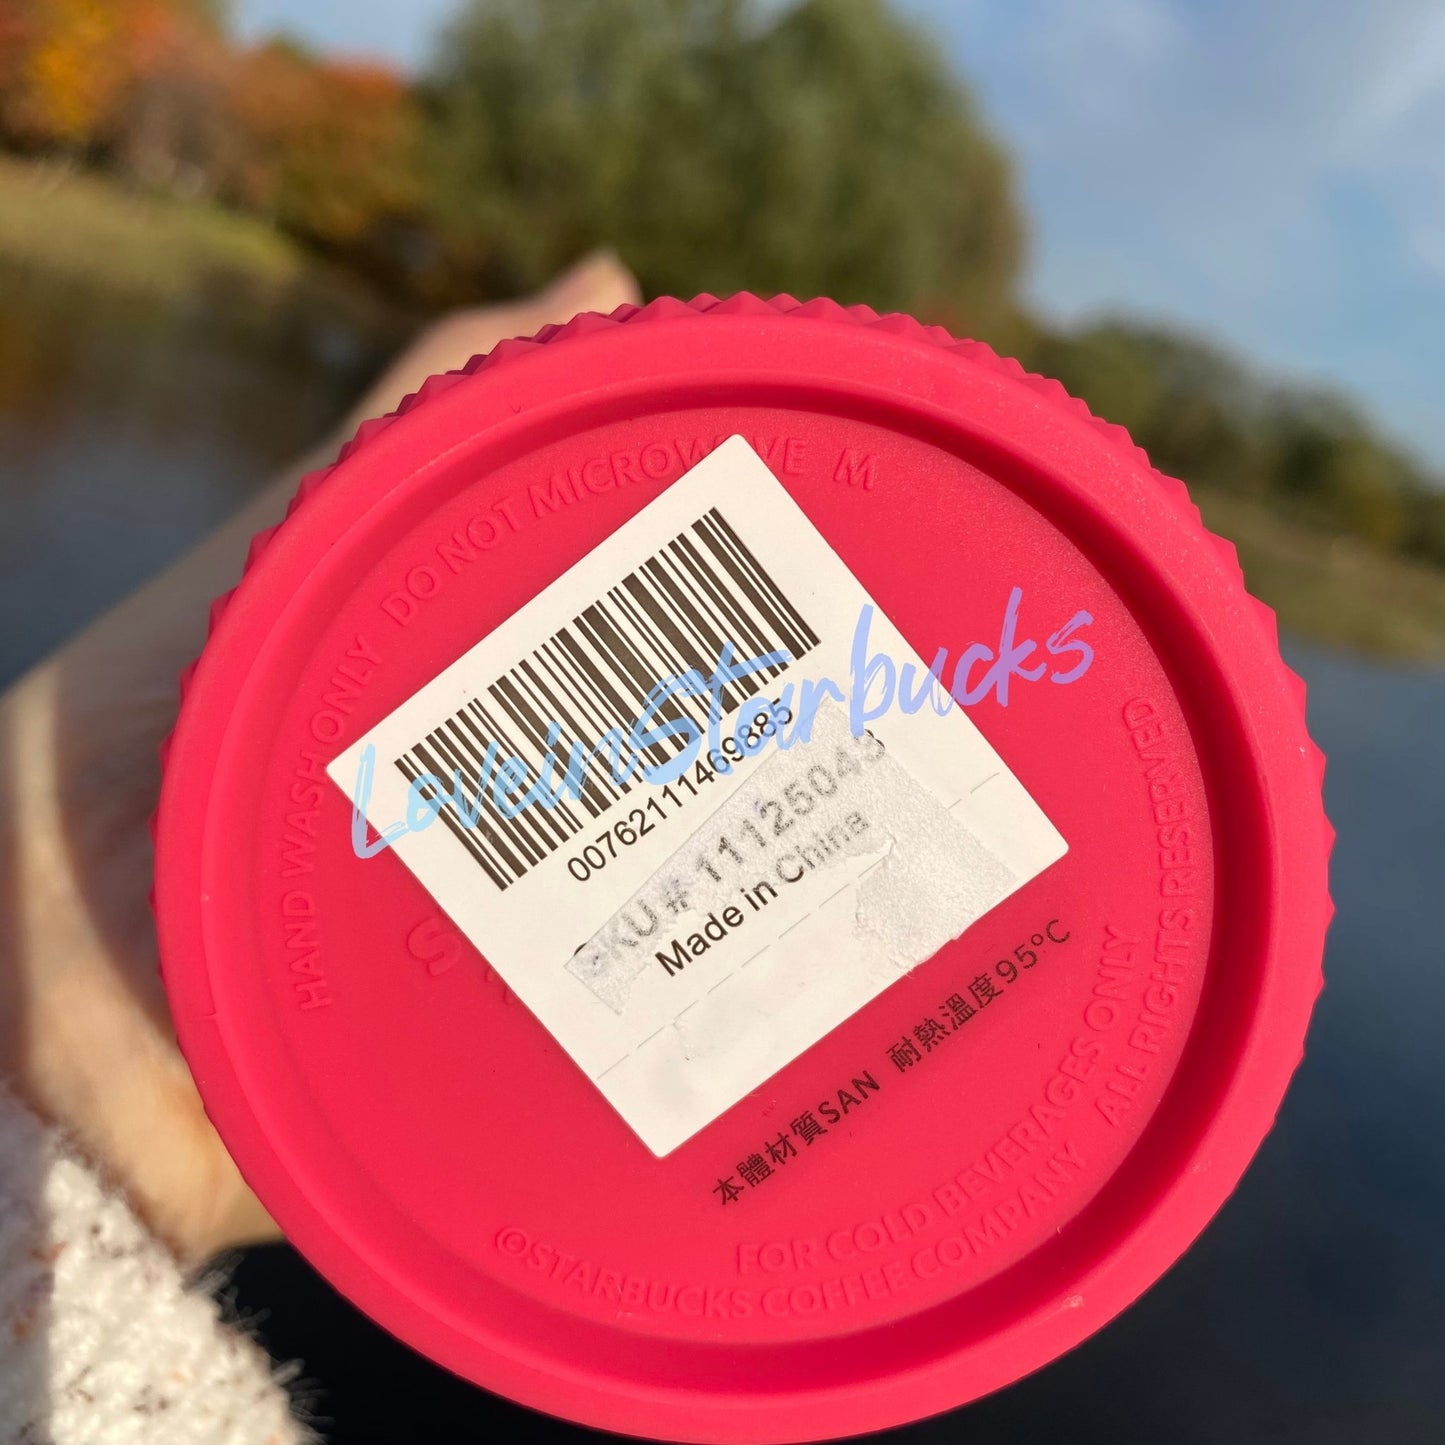 HAND WASH ONLY DO NOT MICROWAVE M
007621111469885
SKU# 11125043
Made in China
LoveinStarbucks
本體材質SAN 耐熱溫度95°C
FOR COLD BEVERAGES ONLY
©STARBUCKS COFFEE COMPANY ALL RIGHTS RESERVED